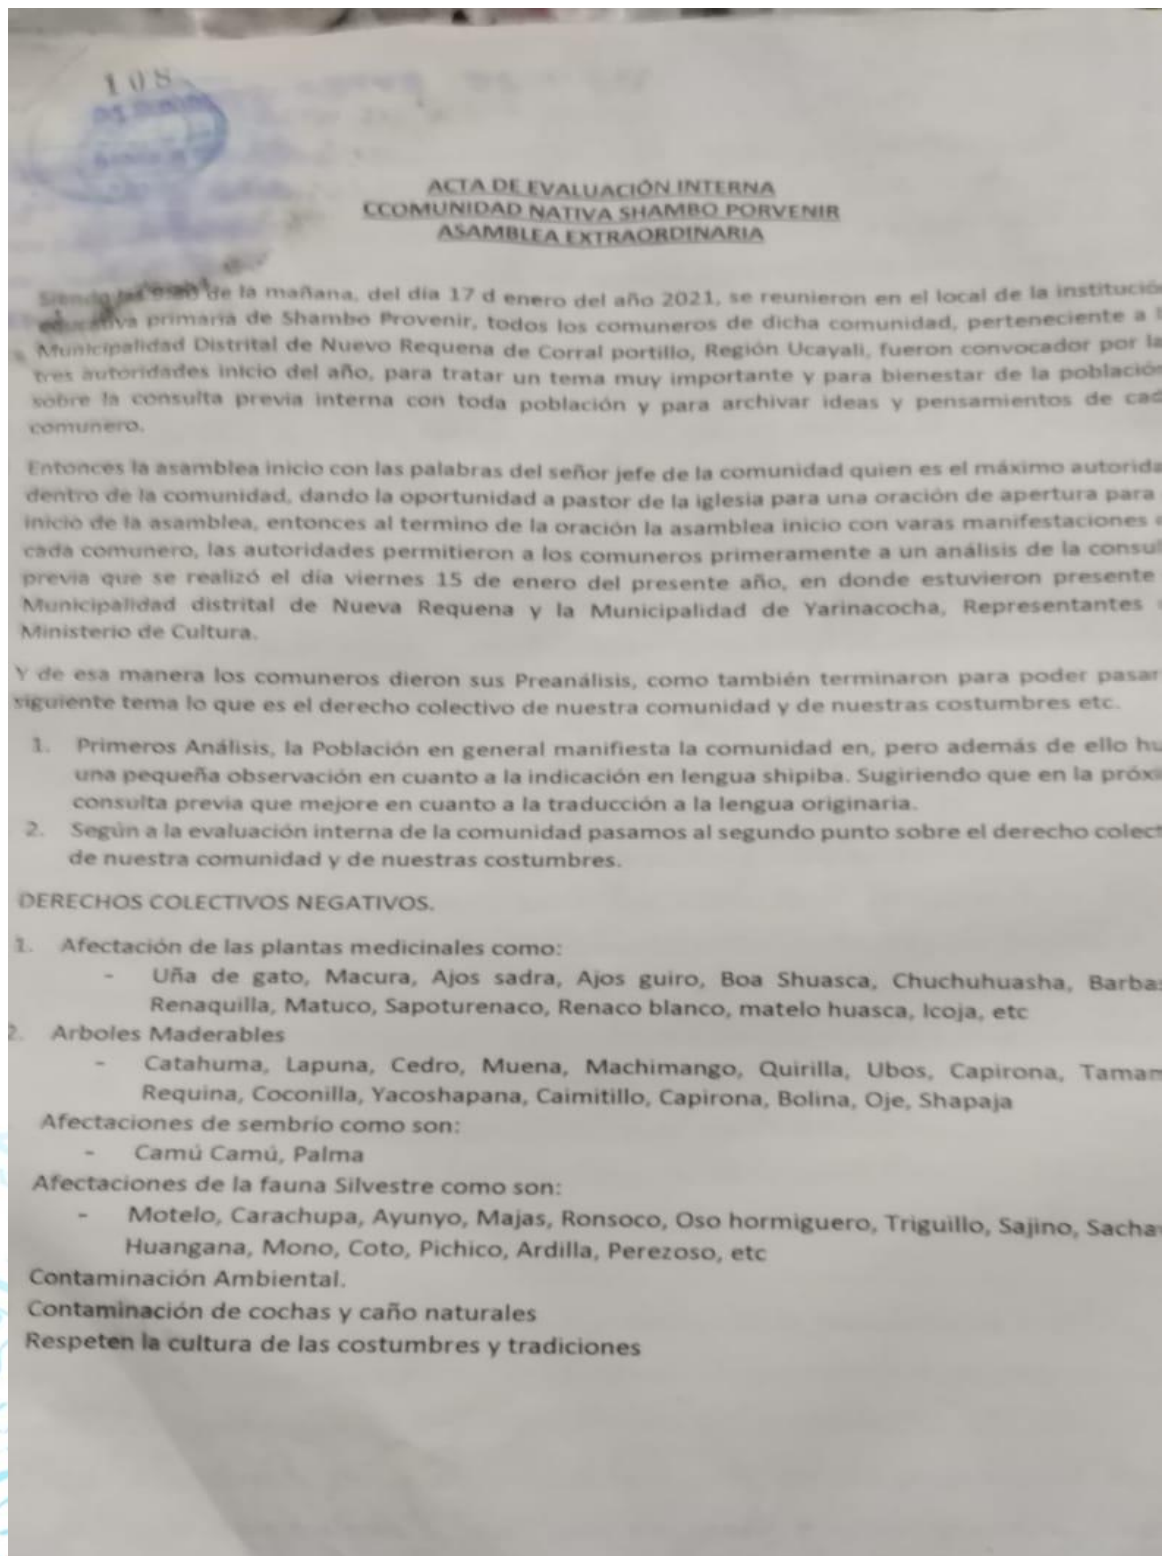 108
ACTA DE EVALUACIÓN INTERNA
CCOMUNIDAD NATIVA SHAMBO PORVENIR
ASAMBLEA EXTRAORDINARIA
Siendo las de la mañana, del día 17 d enero del año 2021, se reunieron en el local de la institución
educativa primaria de Shambo Provenir, todos los comuneros de dicha comunidad, perteneciente a
Municipalidad Distrital de Nuevo Requena de Corral portillo, Región Ucayali, fueron convocador por la
tres autoridades inicio del año, para tratar un tema muy importante y para bienestar de la población
sobre la consulta previa interna con toda población y para archivar ideas y pensamientos de cad
comunero.
Entonces la asamblea inicio con las palabras del señor jefe de la comunidad quien es el máximo autorida
dentro de la comunidad, dando la oportunidad a pastor de la iglesia para una oración de apertura para
inicio de la asamblea, entonces al termino de la oración la asamblea inicio con varas manifestaciones
cada comunero, las autoridades permitieron a los comuneros primeramente a un análisis de la consul
previa que se realizó el día viernes 15 de enero del presente año, en donde estuvieron presente
Municipalidad distrital de Nueva Requena y la Municipalidad de Yarinacocha, Representantes
Ministerio de Cultura.
Y de esa manera los comuneros dieron sus Preanálisis, como también terminaron para poder pasar
siguiente tema lo que es el derecho colectivo de nuestra comunidad y de nuestras costumbres etc.
1. Primeros Análisis, la Población en general manifiesta la comunidad en, pero además de ello hu
una pequeña observación en cuanto a la indicación en lengua shipiba. Sugiriendo que en la próxi
consulta previa que mejore en cuanto a la traducción a la lengua originaria.
2. Según a la evaluación interna de la comunidad pasamos al segundo punto sobre el derecho colect
de nuestra comunidad y de nuestras costumbres.
DERECHOS COLECTIVOS NEGATIVOS.
1. Afectación de las plantas medicinales como:
- Uña de gato, Macura, Ajos sadra, Ajos guiro, Boa Shuasca, Chuchuhuasha, Barbas
Renaquilla, Matuco, Sapoturenaco, Renaco blanco, matelo huasca, Icoja, etc
2. Arboles Maderables
- Catahuma, Lapuna, Cedro, Muena, Machimango, Quirilla, Ubos, Capirona, Tamam
Requina, Coconilla, Yacoshapana, Caimitillo, Capirona, Bolina, Oje, Shapaja
Afectaciones de sembrío como son:
- Camú Camú, Palma
Afectaciones de la fauna Silvestre como son:
- Motelo, Carachupa, Ayunyo, Majas, Ronsoco, Oso hormiguero, Triguillo, Sajino, Sacha
Huangana, Mono, Coto, Pichico, Ardilla, Perezoso, etc
Contaminación Ambiental.
Contaminación de cochas y caño naturales
Respeten la cultura de las costumbres y tradiciones